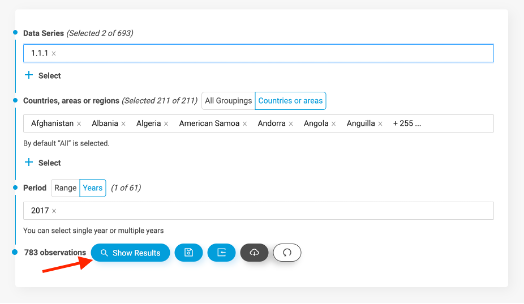 Data Series (Selected 2 of 693)
1.1.1 ×
+ Select
Countries, areas or regions (Selected 211 of 211) All Groupings Countries or areas
Afghanistan × Albania × Algeria × American Samoa × Andorra × Angola × Anguilla × + 255 ...
By default "All" is selected.
+ Select
Period Range Years (1 of 61)
2017 ×
You can select single year or multiple years
783 observations Show Results